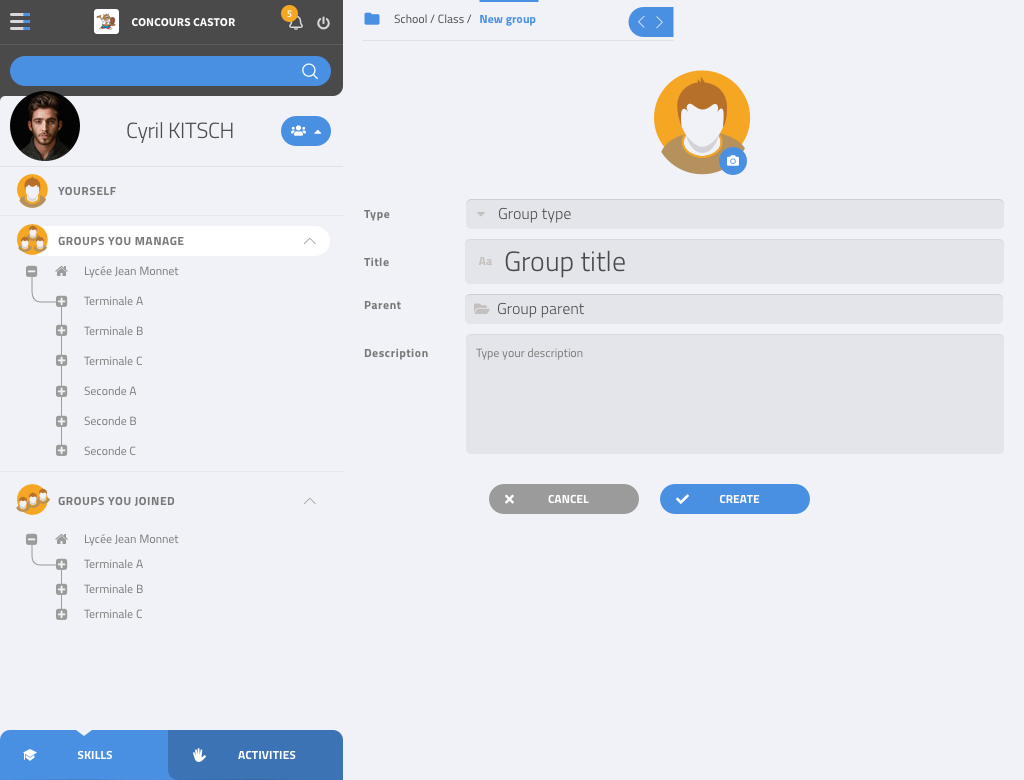 CONCOURS CASTOR
5
Cyril KITSCH
YOURSELF
GROUPS YOU MANAGE
Lycée Jean Monnet
Terminale A
Terminale B
Terminale C
Seconde A
Seconde B
Seconde C
GROUPS YOU JOINED
Lycée Jean Monnet
Terminale A
Terminale B
Terminale C
SKILLS
ACTIVITIES
School / Class / New group
Type
Group type
Title
Aa Group title
Parent
Group parent
Description
Type your description
CANCEL
CREATE